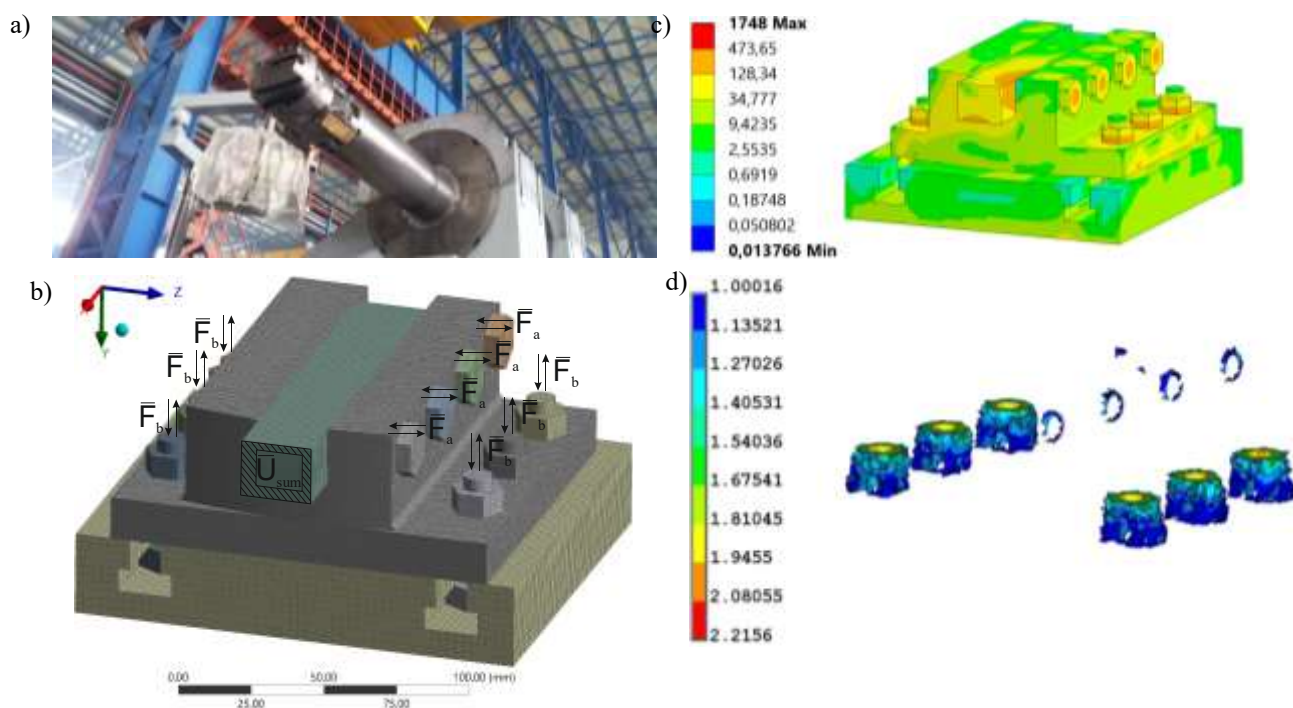 a)
c)
1748 Max
473,65
128,34
34,777
9,4235
2,5535
0,6919
0,18748
0,050802
0,013766 Min
b)
Z
Y
F̅b
F̅a
F̅b
F̅a
F̅b
F̅b
F̅a
F̅b
F̅b
F̅a
F̅b
U̅sum
0.00
50.00
100.00 (mm)
25.00
75.00
d)
1.00016
1.13521
1.27026
1.40531
1.54036
1.67541
1.81045
1.9455
2.08055
2.2156